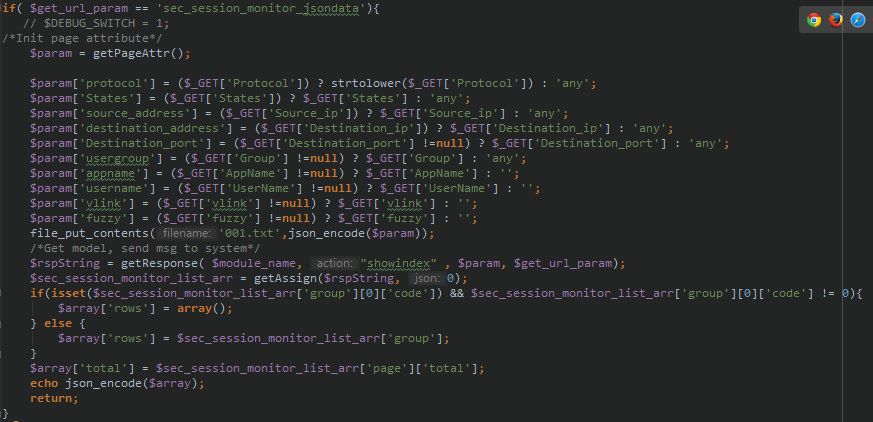 if( $get_url_param == 'sec_session_monitor_jsondata'){
// $DEBUG_SWITCH = 1;
/*Init page attribute*/
$param = getPageAttr();
$param['protocol'] = ($_GET['Protocol']) ? strtolower($_GET['Protocol']) : 'any';
$param['States'] = ($_GET['States']) ? $_GET['States'] : 'any';
$param['source_address'] = ($_GET['Source_ip']) ? $_GET['Source_ip'] : 'any';
$param['destination_address'] = ($_GET['Destination_ip']) ? $_GET['Destination_ip'] : 'any';
$param['Destination_port'] = ($_GET['Destination_port'] !=null) ? $_GET['Destination_port'] : 'any';
$param['usergroup'] = ($_GET['Group'] !=null) ? $_GET['Group'] : 'any';
$param['appname'] = ($_GET['AppName'] !=null) ? $_GET['AppName'] : '';
$param['username'] = ($_GET['UserName'] !=null) ? $_GET['UserName'] : '';
$param['vlink'] = ($_GET['vlink'] !=null) ? $_GET['vlink'] : '';
$param['fuzzy'] = ($_GET['fuzzy'] !=null) ? $_GET['fuzzy'] : '';
file_put_contents( filename: '001.txt',json_encode($param));
/*Get model, send msg to system*/
$rspString = getResponse( $module_name, action: "showindex" , $param, $get_url_param);
$sec_session_monitor_list_arr = getAssign($rspString, json: 0);
if(isset($sec_session_monitor_list_arr['group'][0]['code']) && $sec_session_monitor_list_arr['group'][0]['code'] != 0){
$array['rows'] = array();
} else {
$array['rows'] = $sec_session_monitor_list_arr['group'];
}
$array['total'] = $sec_session_monitor_list_arr['page']['total'];
echo json_encode($array);
return;
}